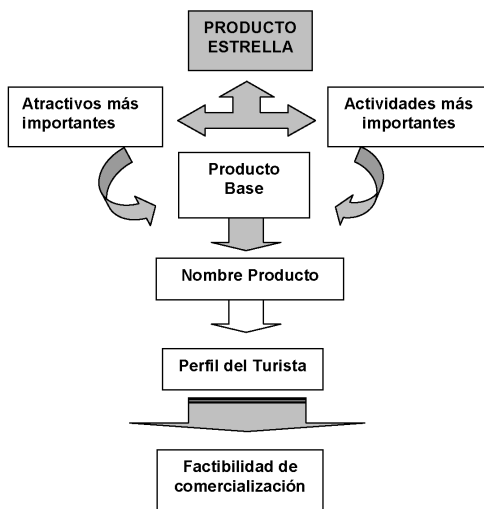 PRODUCTO
ESTRELLA
Atractivos más
importantes
Actividades más
importantes
Producto
Base
Nombre Producto
Perfil del Turista
Factibilidad de
comercialización